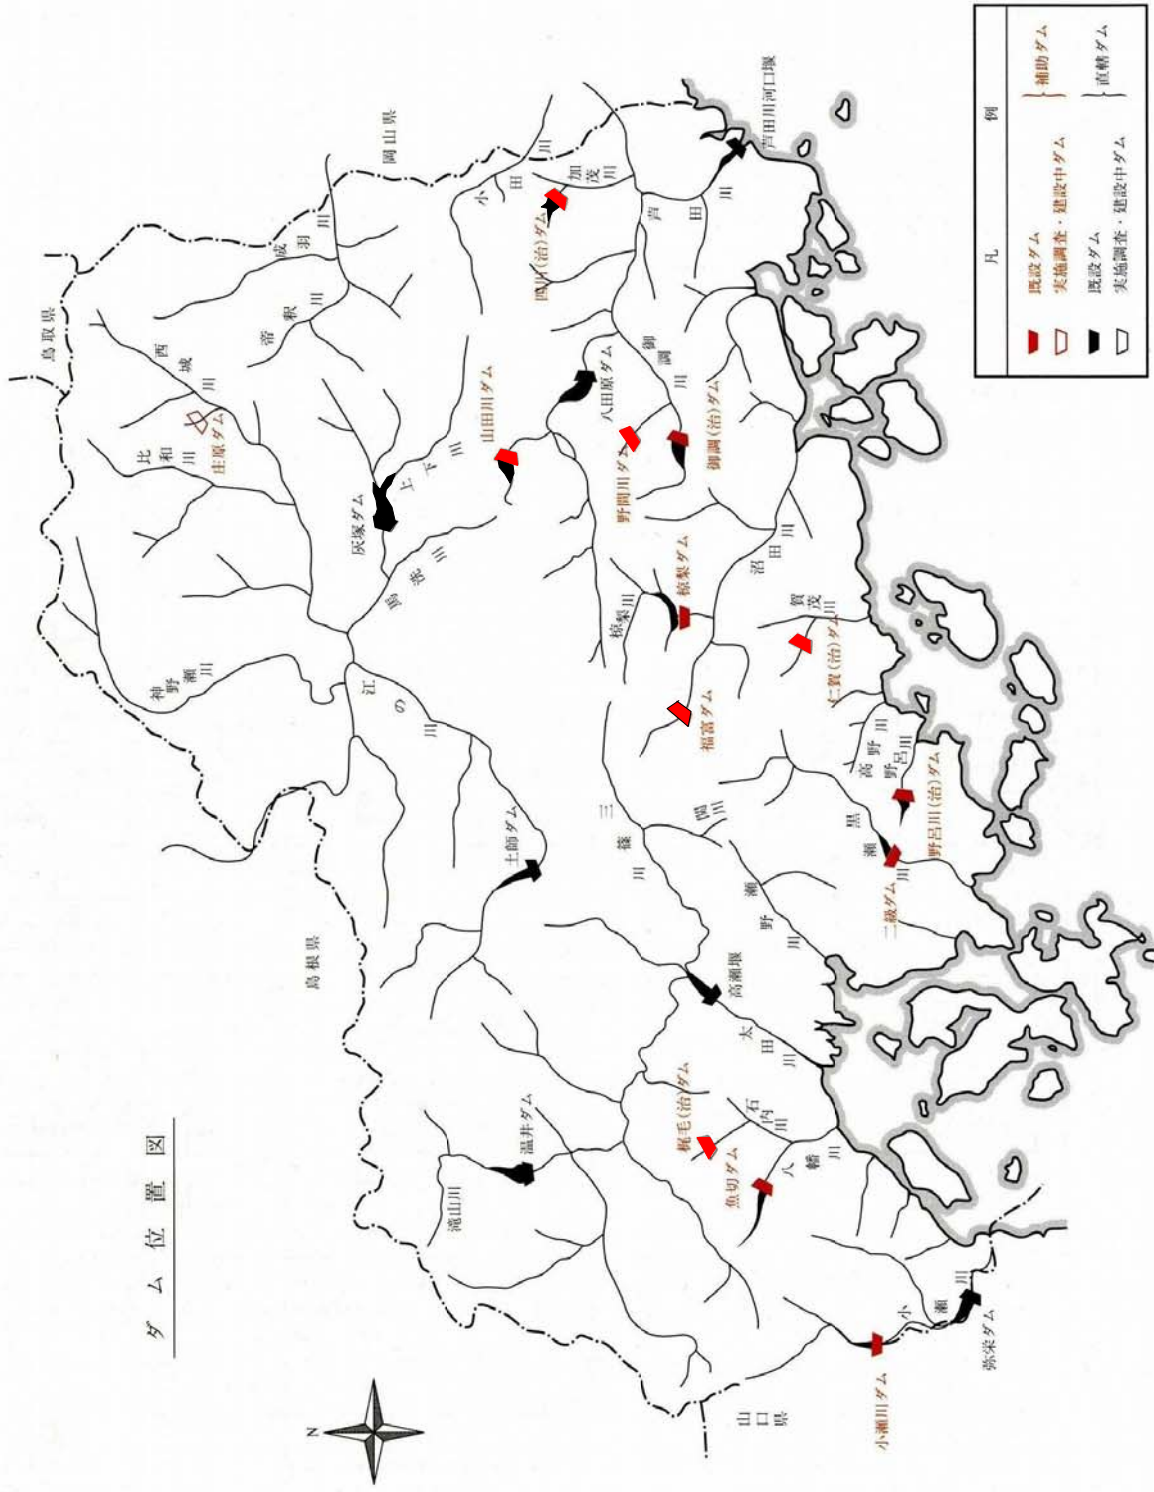 ダム位置図
N
鳥取県
岡山県
島根県
山口県
凡例
既設ダム
実施調査・建設中ダム
補助ダム
既設ダム
実施調査・建設中ダム
直轄ダム
西城川
比和川
庄原ダム
成羽川
帝釈川
神野瀬川
灰塚ダム
上下川
馬洗川
江の川
土師ダム
山田川ダム
小田川
四川(治)ダム
加茂川
芦田川
芦田川河口堰
八田原ダム
御調川
野間川ダム
御調(治)ダム
椋梨川
椋梨ダム
沼田川
福富ダム
賀茂川
仁賀(治)ダム
高野川
野呂川
野呂川(治)ダム
黒瀬川
二級ダム
三篠川
関川
瀬野川
高瀬堰
太田川
温井ダム
滝山川
梶毛(治)ダム
石内川
魚切ダム
八幡川
小瀬川
小瀬川ダム
弥栄ダム